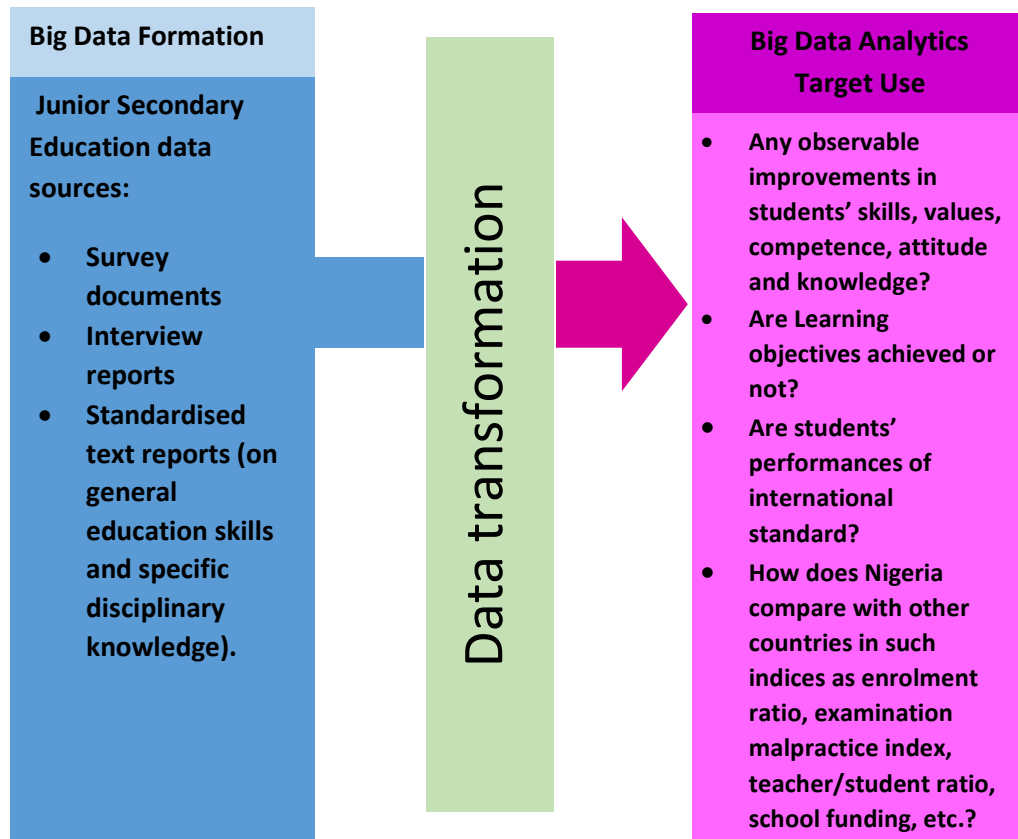 Big Data Formation
Junior Secondary
Education data
sources:
• Survey
documents
• Interview
reports
• Standardised
text reports (on
general
education skills
and specific
disciplinary
knowledge).
Data transformation
Big Data Analytics
Target Use
• Any observable
improvements in
students’ skills, values,
competence, attitude
and knowledge?
• Are Learning
objectives achieved or
not?
• Are students’
performances of
international
standard?
• How does Nigeria
compare with other
countries in such
indices as enrolment
ratio, examination
malpractice index,
teacher/student ratio,
school funding, etc.?